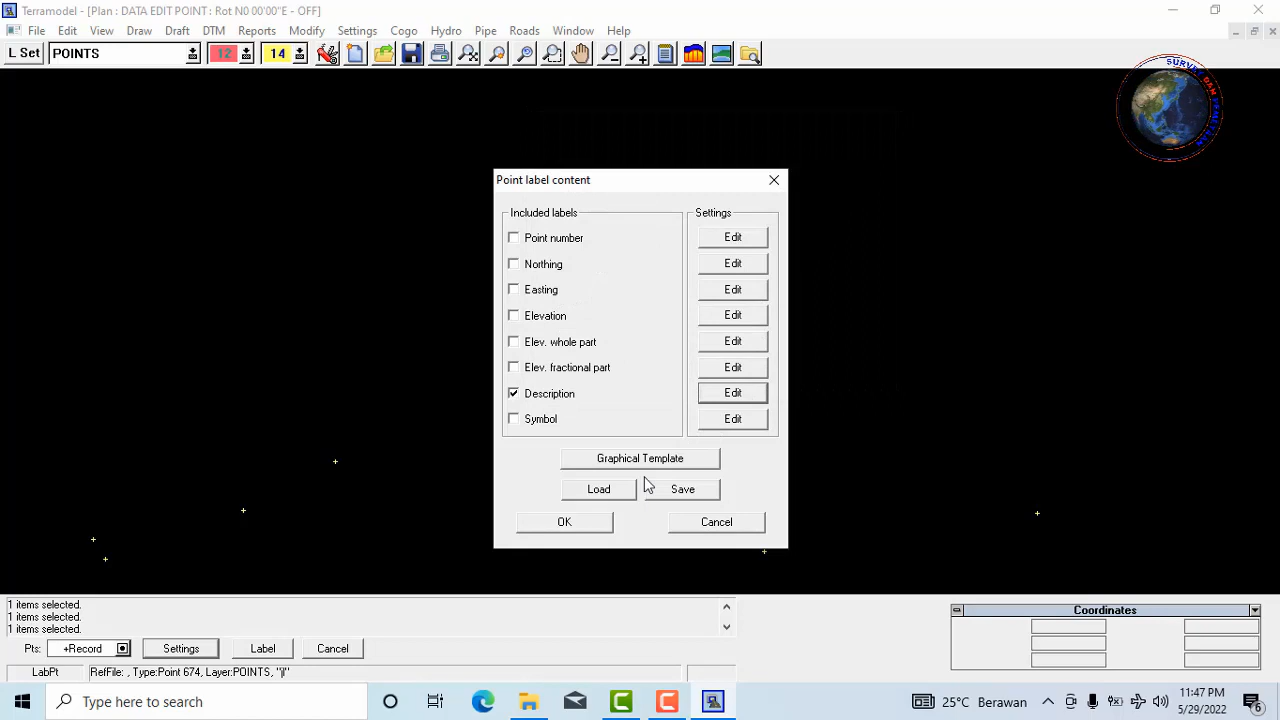 Terramodel - [Plan : DATA EDIT POINT : Rot N0 00'00"E - OFF]
File Edit View Draw Draft DTM Reports Modify Settings Cogo Hydro Pipe Roads Window Help
L Set POINTS 12 14
SURVEY DAN PEMETAAN
Point label content
Included labels Settings
Point number Edit
Northing Edit
Easting Edit
Elevation Edit
Elev. whole part Edit
Elev. fractional part Edit
Description Edit
Symbol Edit
Graphical Template
Load Save
OK Cancel
1 items selected.
1 items selected.
1 items selected.
Coordinates
Pts: +Record Settings Label Cancel
LabPt RefFile: , Type:Point 674, Layer:POINTS, "jl"
Type here to search
25°C Berawan
11:47 PM
5/29/2022
6